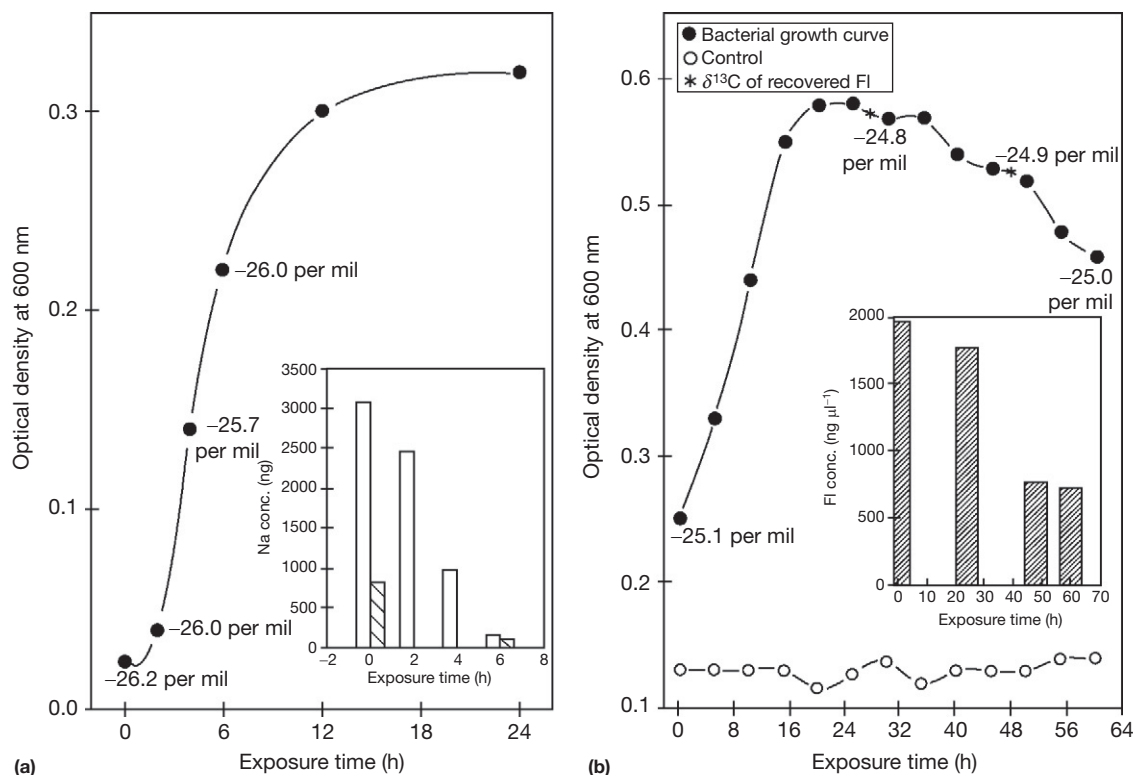 0.3
0.2
0.1
0.0
Optical density at 600 nm
0
6
12
18
24
Exposure time (h)
(a)
−26.0 per mil
−25.7
per mil
−26.0 per mil
−26.2 per mil
3500
3000
2500
2000
1500
1000
500
0
Na conc. (ng)
−2
0
2
4
6
8
Exposure time (h)
Bacterial growth curve
Control
δ13C of recovered Fl
0.6
0.5
0.4
0.3
0.2
0.1
Optical density at 600 nm
0
8
16
24
32
40
48
56
64
Exposure time (h)
(b)
−24.8
per mil
−24.9 per mil
−25.0
per mil
−25.1 per mil
2000
1500
1000
500
0
Fl conc. (ng μl−1)
0
10
20
30
40
50
60
70
Exposure time (h)